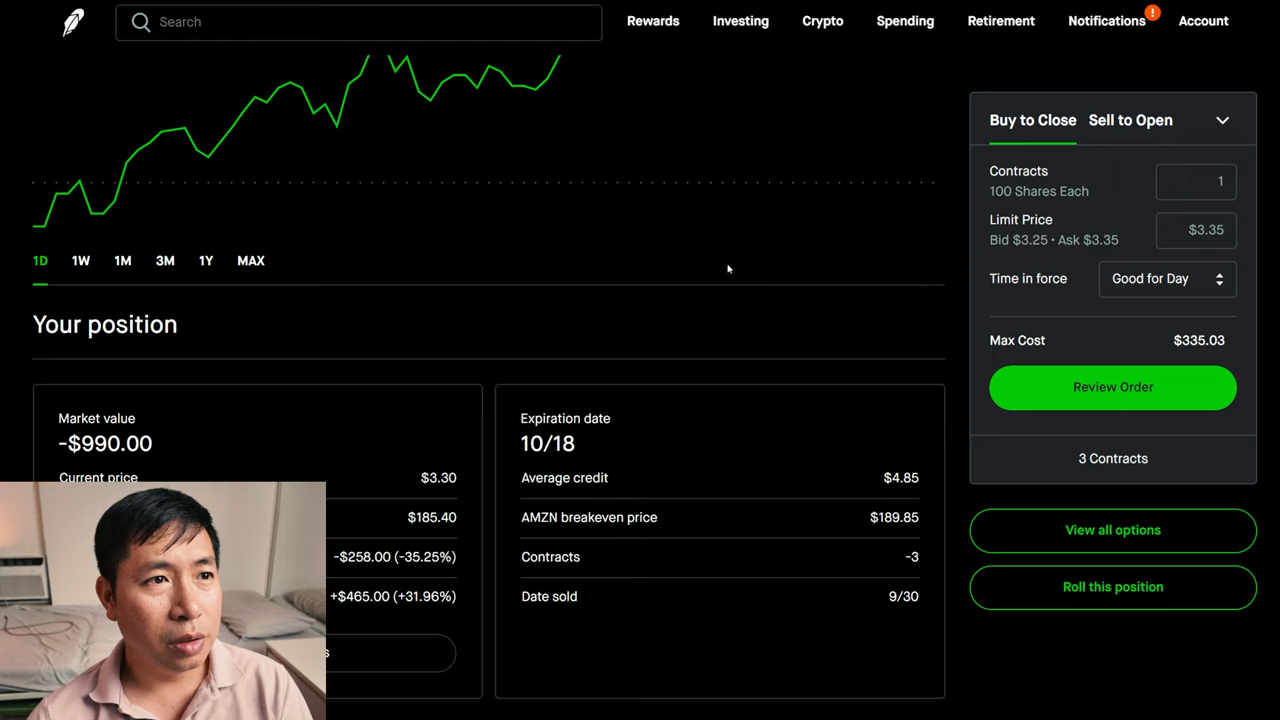 Search
Rewards
Investing
Crypto
Spending
Retirement
Notifications
!
Account
1D
1W
1M
3M
1Y
MAX
Your position
Market value
-$990.00
Current price
$3.30
$185.40
-$258.00 (-35.25%)
+$465.00 (+31.96%)
s
Expiration date
10/18
Average credit
$4.85
AMZN breakeven price
$189.85
Contracts
-3
Date sold
9/30
Buy to Close
Sell to Open
Contracts
1
100 Shares Each
Limit Price
$3.35
Bid $3.25 • Ask $3.35
Time in force
Good for Day
Max Cost
$335.03
Review Order
3 Contracts
View all options
Roll this position